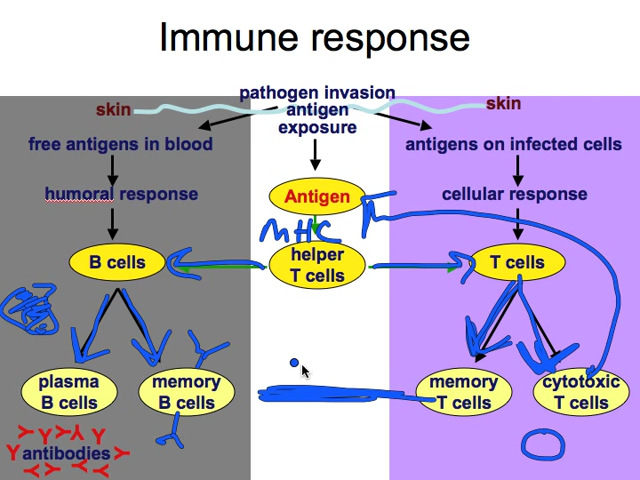 Immune response
pathogen invasion
antigen
exposure
skin
skin
free antigens in blood
antigens on infected cells
humoral response
Antigen
cellular response
MHC
B cells
helper
T cells
T cells
plasma
B cells
memory
B cells
memory
T cells
cytotoxic
T cells
antibodies